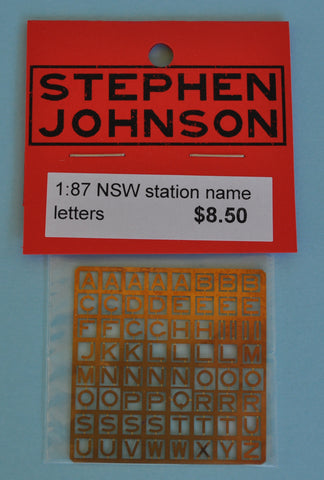 STEPHEN
JOHNSON
1:87 NSW station name
letters $8.50
A A A A A B B B
C C D D E E E E
F F G G H H I I I I
J K K L L L L M
M N N N N O O O
O O P P Q R R R
S S S S T T T T U
U U V W W X Y Z